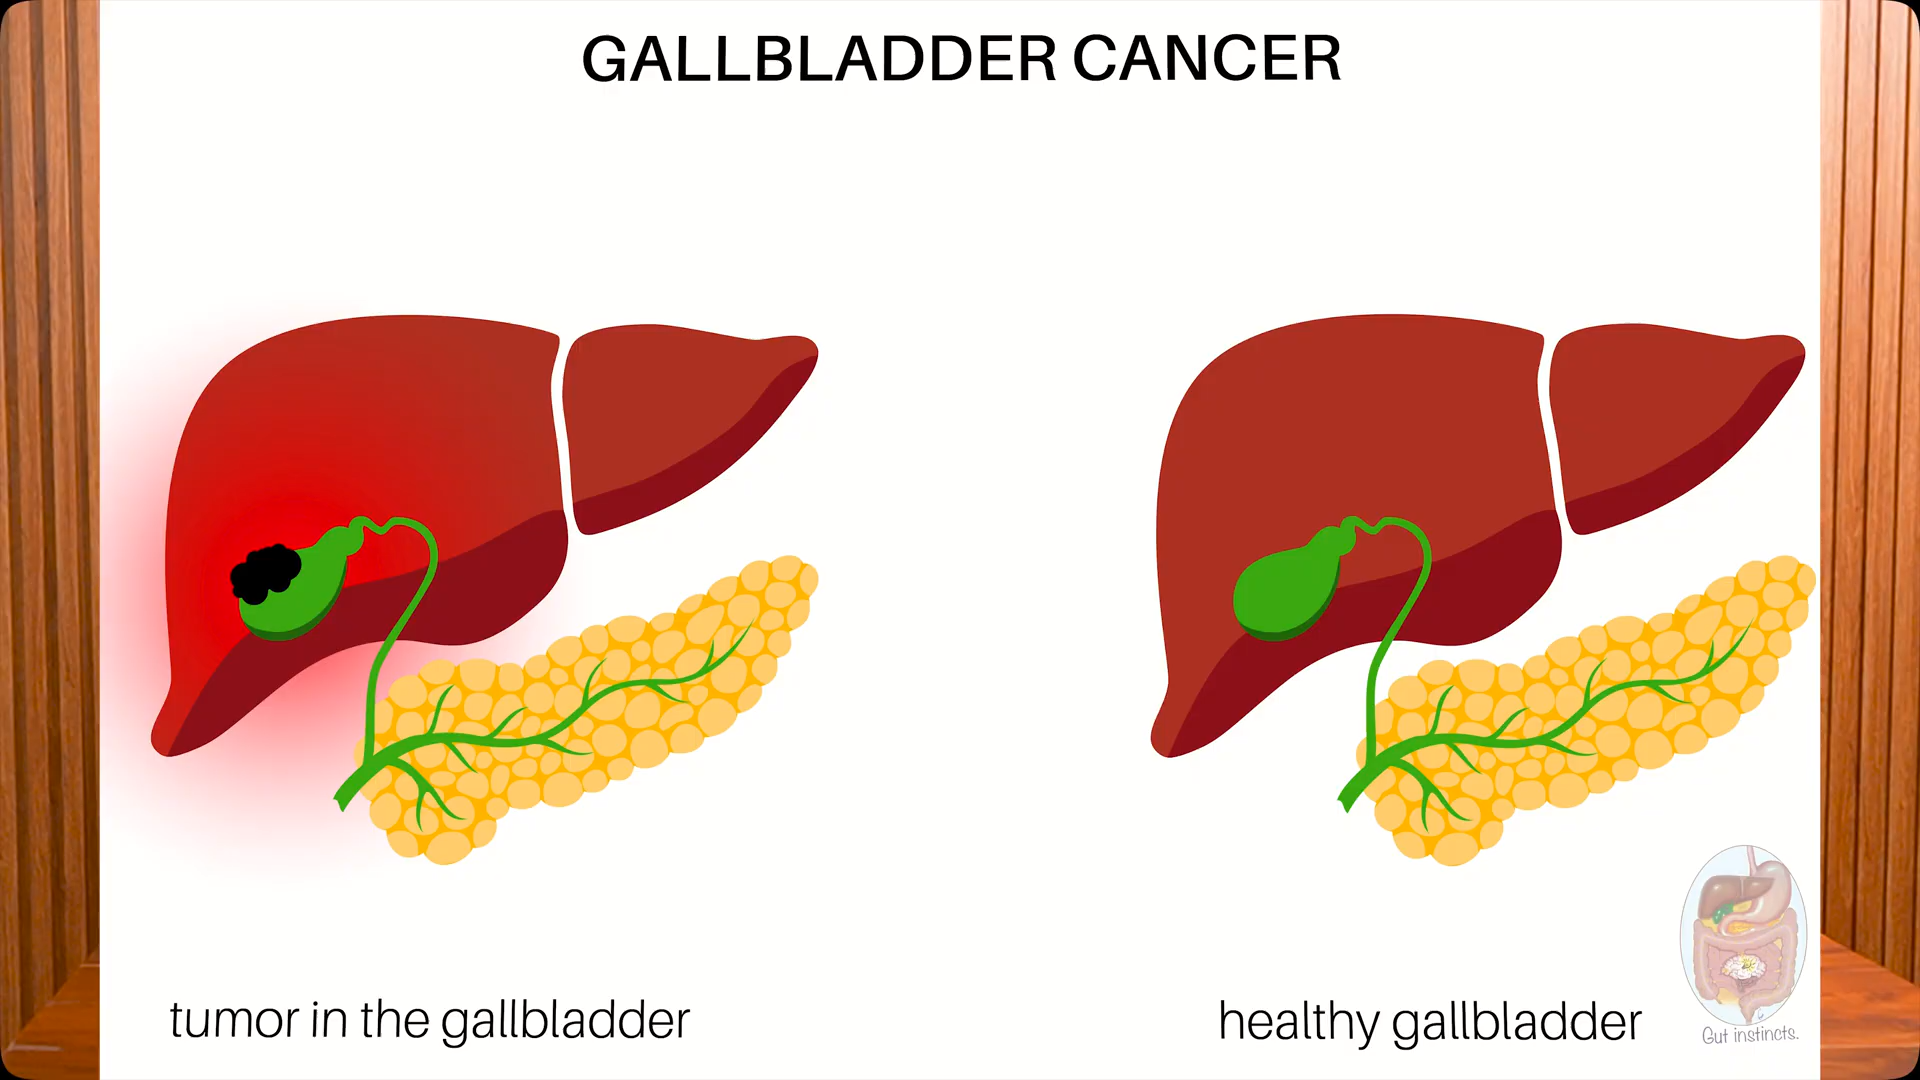 GALLBLADDER CANCER
tumor in the gallbladder
healthy gallbladder
Gut instincts.